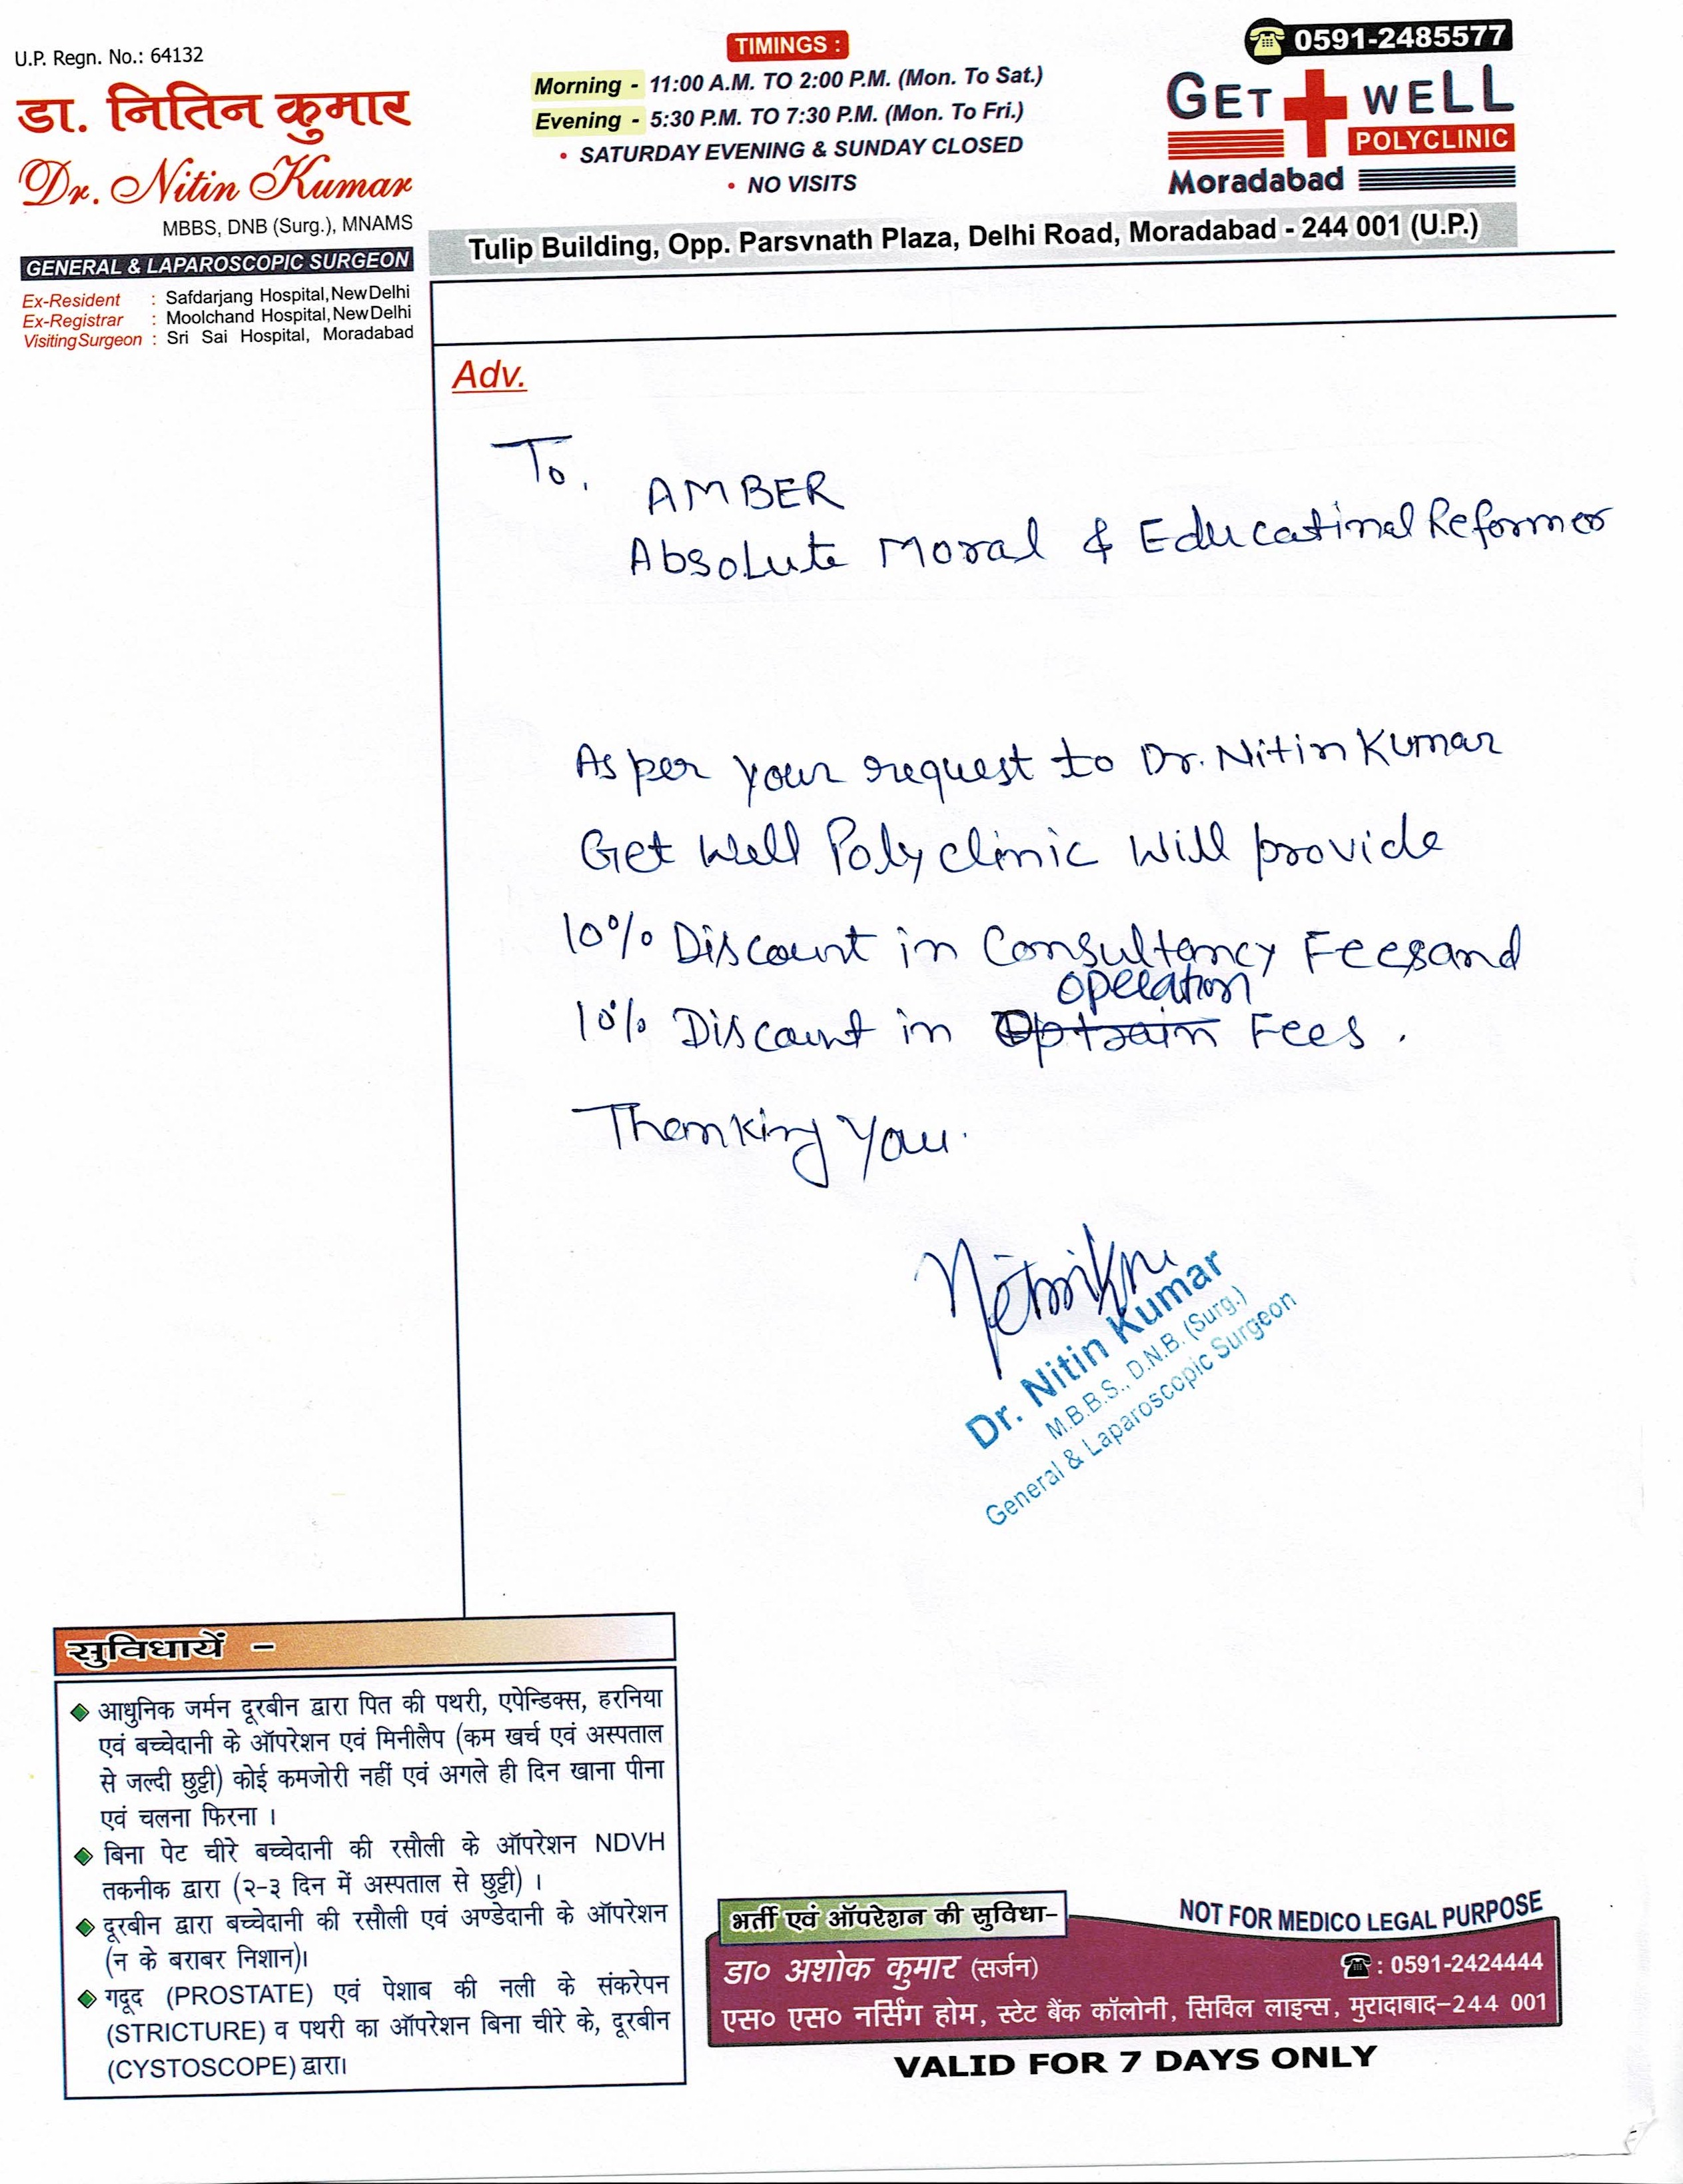 U.P. Regn. No.: 64132
डा. नितिन कुमार
Dr. Nitin Kumar
MBBS, DNB (Surg.), MNAMS
GENERAL & LAPAROSCOPIC SURGEON
Ex-Resident : Safdarjang Hospital, New Delhi
Ex-Registrar : Moolchand Hospital, New Delhi
Visiting Surgeon : Sri Sai Hospital, Moradabad
TIMINGS :
Morning - 11:00 A.M. TO 2:00 P.M. (Mon. To Sat.)
Evening - 5:30 P.M. TO 7:30 P.M. (Mon. To Fri.)
• SATURDAY EVENING & SUNDAY CLOSED
• NO VISITS
0591-2485577
GET WELL
POLYCLINIC
Moradabad
Tulip Building, Opp. Parsvnath Plaza, Delhi Road, Moradabad - 244 001 (U.P.)
Adv.
To,
AMBER
Absolute Moral & Educatinal Reformer
As per your request to Dr. Nitin Kumar
Get Well Polyclinic Will provide
10% Discount in Consultancy Fees and
operation
10% Discount in Optrain Fees.
Thanking You.
Dr. Nitin Kumar
M.B.B.S., D.N.B. (Surg.)
General & Laparoscopic Surgeon
सुविधायें -
आधुनिक जर्मन दूरबीन द्वारा पित की पथरी, एपेन्डिक्स, हरनिया
एवं बच्चेदानी के ऑपरेशन एवं मिनीलैप (कम खर्च एवं अस्पताल
से जल्दी छुट्टी) कोई कमजोरी नहीं एवं अगले ही दिन खाना पीना
एवं चलना फिरना ।
बिना पेट चीरे बच्चेदानी की रसौली के ऑपरेशन NDVH
तकनीक द्वारा (२-३ दिन में अस्पताल से छुट्टी) ।
दूरबीन द्वारा बच्चेदानी की रसौली एवं अण्डेदानी के ऑपरेशन
(न के बराबर निशान)।
गदूद (PROSTATE) एवं पेशाब की नली के संकरेपन
(STRICTURE) व पथरी का ऑपरेशन बिना चीरे के, दूरबीन
(CYSTOSCOPE) द्वारा।
भर्ती एवं ऑपरेशन की सुविधा-
NOT FOR MEDICO LEGAL PURPOSE
डा० अशोक कुमार (सर्जन)
: 0591-2424444
एस० एस० नर्सिंग होम, स्टेट बैंक कॉलोनी, सिविल लाइन्स, मुरादाबाद-244 001
VALID FOR 7 DAYS ONLY